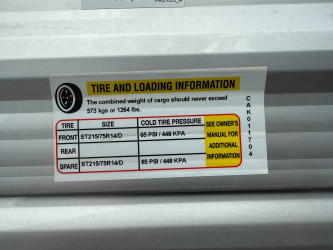 TIRE AND LOADING INFORMATION
The combined weight of cargo should never exceed
573 kgs or 1264 lbs.
TIRE SIZE COLD TIRE PRESSURE SEE OWNER'S MANUAL FOR ADDITIONAL INFORMATION
FRONT ST215/75R14/D 65 PSI / 448 KPA
REAR
SPARE ST215/75R14/D 65 PSI / 448 KPA
CAK011704